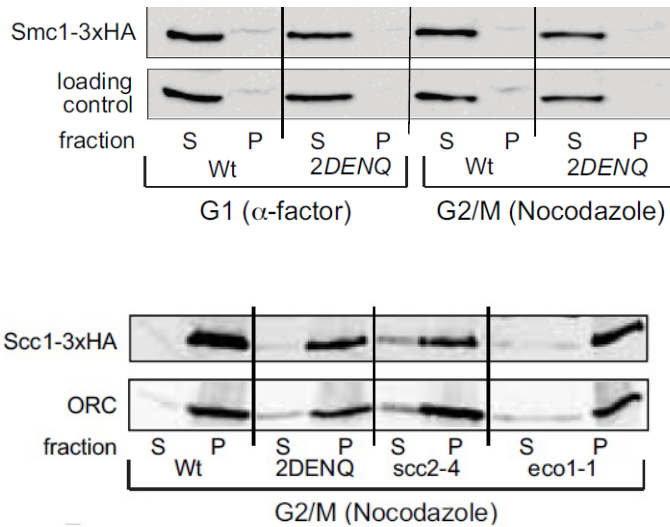 Smc1-3xHA
loading
control
fraction S P S P S P S P
Wt 2DENQ Wt 2DENQ
G1 (α-factor) G2/M (Nocodazole)
Scc1-3xHA
ORC
fraction S P S P S P S P
Wt 2DENQ scc2-4 eco1-1
G2/M (Nocodazole)